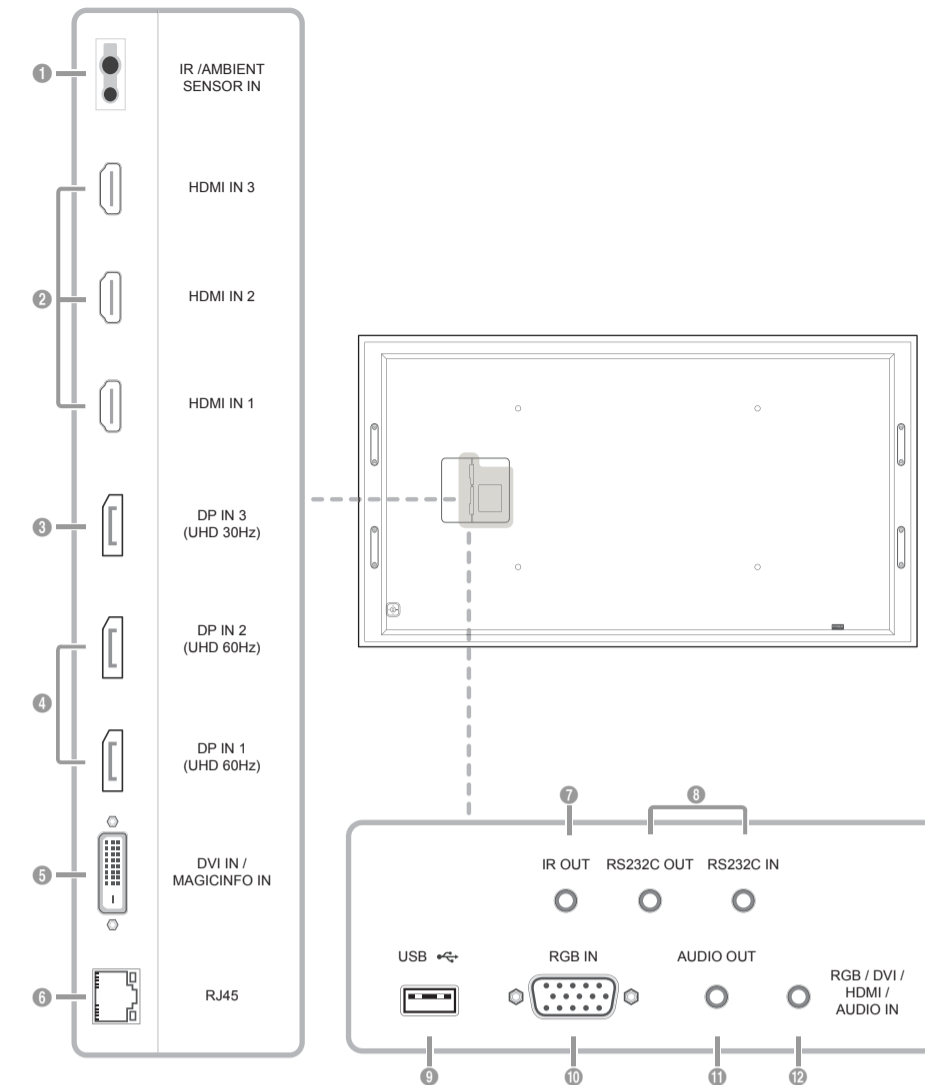 1
IR /AMBIENT
SENSOR IN
HDMI IN 3
2
HDMI IN 2
HDMI IN 1
3
DP IN 3
(UHD 30Hz)
DP IN 2
(UHD 60Hz)
4
DP IN 1
(UHD 60Hz)
5
DVI IN /
MAGICINFO IN
6
RJ45
7
8
IR OUT
RS232C OUT
RS232C IN
USB
RGB IN
AUDIO OUT
RGB / DVI /
HDMI /
AUDIO IN
9
10
11
12